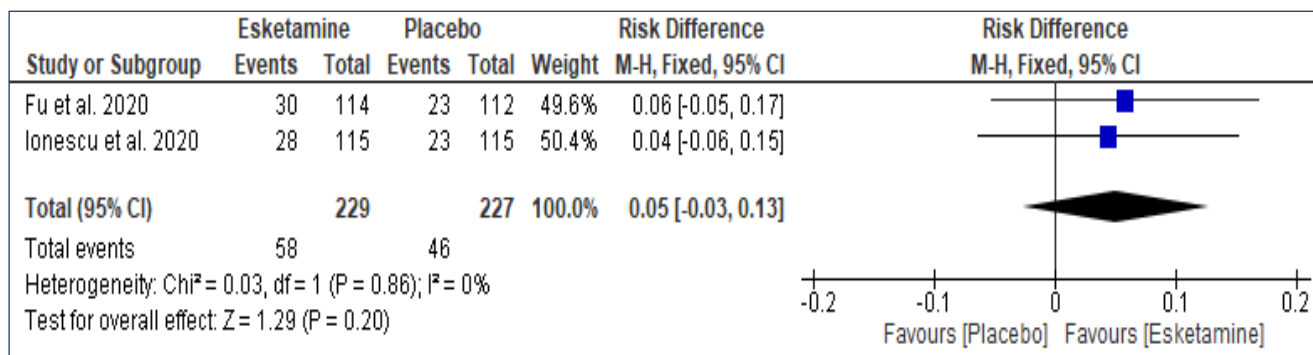 Esketamine Placebo Risk Difference Risk Difference
Study or Subgroup Events Total Events Total Weight M-H, Fixed, 95% CI M-H, Fixed, 95% CI
Fu et al. 2020 30 114 23 112 49.6% 0.06 [-0.05, 0.17]
Ionescu et al. 2020 28 115 23 115 50.4% 0.04 [-0.06, 0.15]
Total (95% CI) 229 227 100.0% 0.05 [-0.03, 0.13]
Total events 58 46
Heterogeneity: Chi² = 0.03, df = 1 (P = 0.86); I² = 0%
Test for overall effect: Z = 1.29 (P = 0.20)
-0.2 -0.1 0 0.1 0.2
Favours [Placebo] Favours [Esketamine]